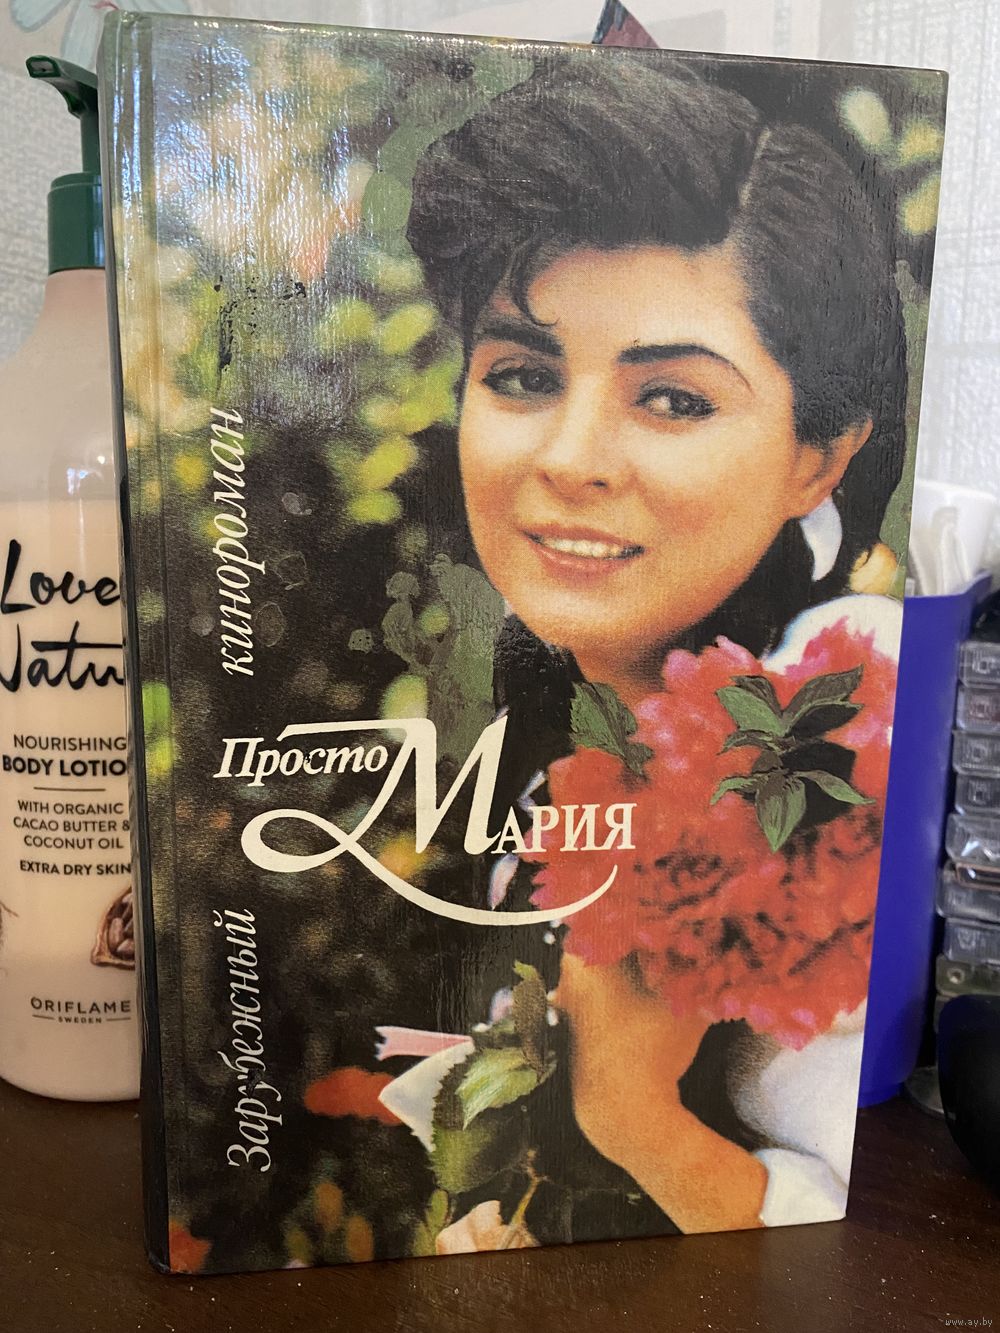 Зарубежный кинороман
Просто
Мария
Love
Natu
NOURISHING
BODY LOTIO
WITH ORGANIC
CACAO BUTTER &
COCONUT OIL
EXTRA DRY SKIN
ORIFLAME
SWEDEN
www.ay.by